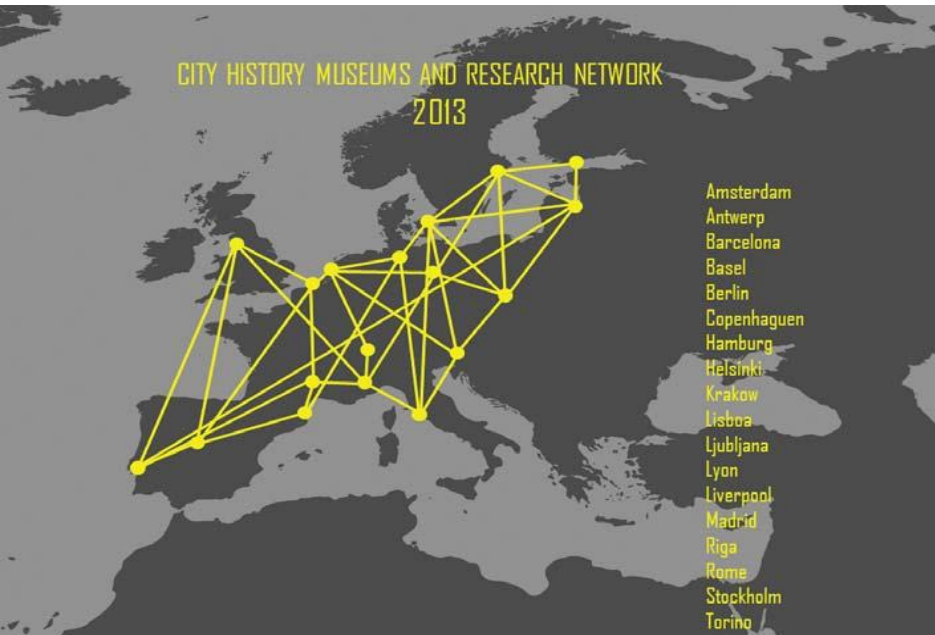 CITY HISTORY MUSEUMS AND RESEARCH NETWORK
2013
Amsterdam
Antwerp
Barcelona
Basel
Berlin
Copenhaguen
Hamburg
Helsinki
Krakow
Lisboa
Ljubljana
Lyon
Liverpool
Madrid
Riga
Rome
Stockholm
Torino